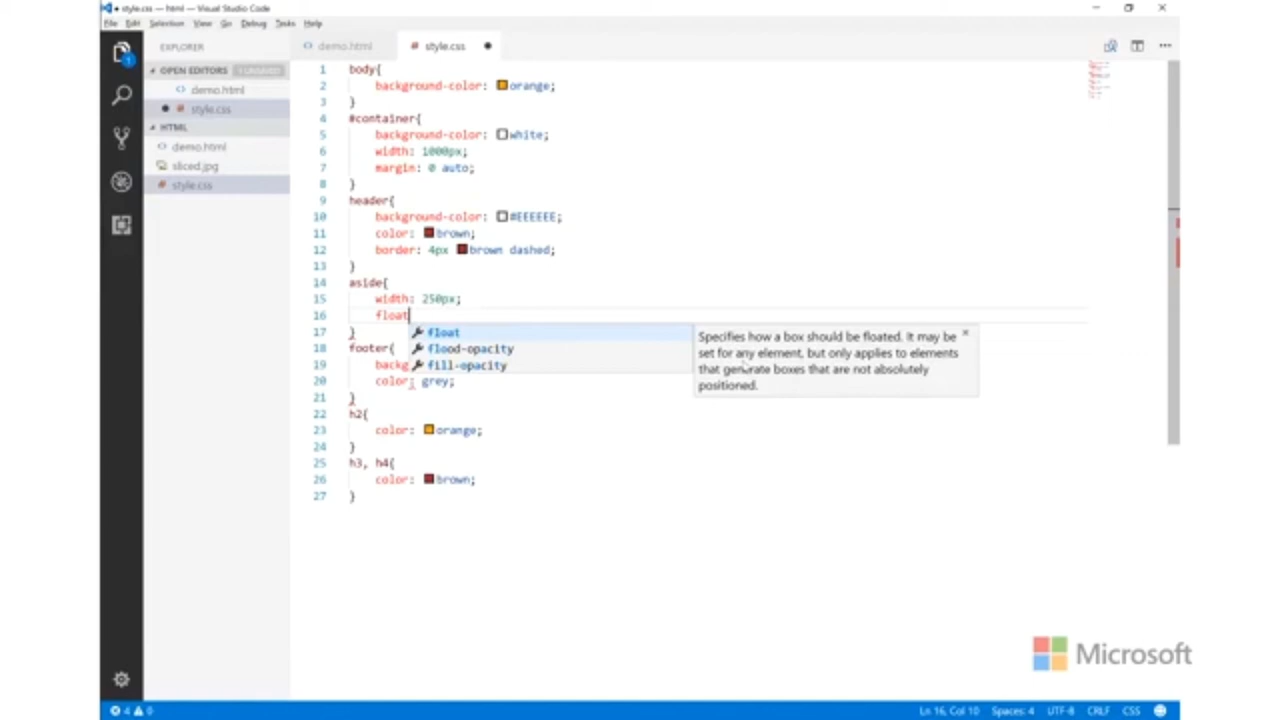 style.css — html — Visual Studio Code
File Edit Selection View Go Debug Tasks Help
EXPLORER
demo.html
style.css
OPEN EDITORS 1 UNSAVED
demo.html
style.css
HTML
demo.html
sliced.jpg
style.css
1
1 body{
2 background-color: orange;
3 }
4 #container{
5 background-color: white;
6 width: 1000px;
7 margin: 0 auto;
8 }
9 header{
10 background-color: #EEEEEE;
11 color: brown;
12 border: 4px brown dashed;
13 }
14 aside{
15 width: 250px;
16 float
17 }
18 footer{
19 backg
20 color: grey;
21 }
22 h2{
23 color: orange;
24 }
25 h3, h4{
26 color: brown;
27 }
float
flood-opacity
fill-opacity
Specifies how a box should be floated. It may be
set for any element, but only applies to elements
that generate boxes that are not absolutely
positioned.
Microsoft
4 0
Ln 16, Col 10 Spaces: 4 UTF-8 CRLF CSS